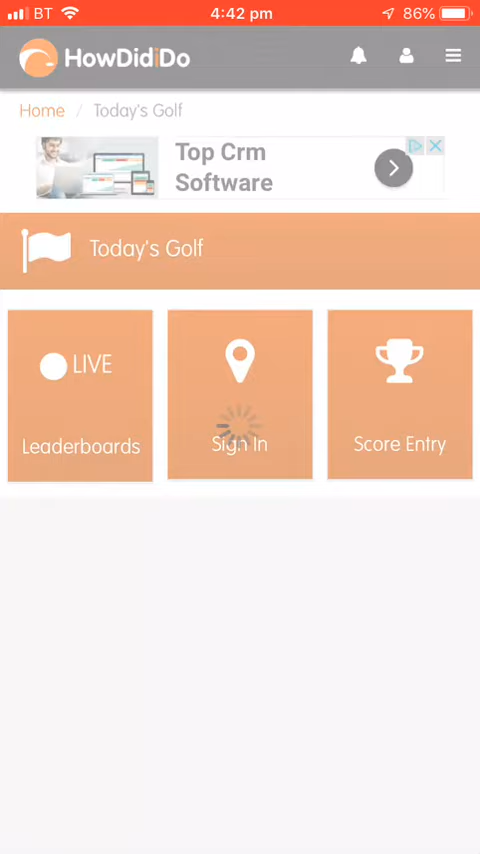 BT 4:42 pm 86%
HowDidiDo
Home / Today's Golf
Top Crm
Software
Today's Golf
LIVE
Leaderboards
Sign In
Score Entry